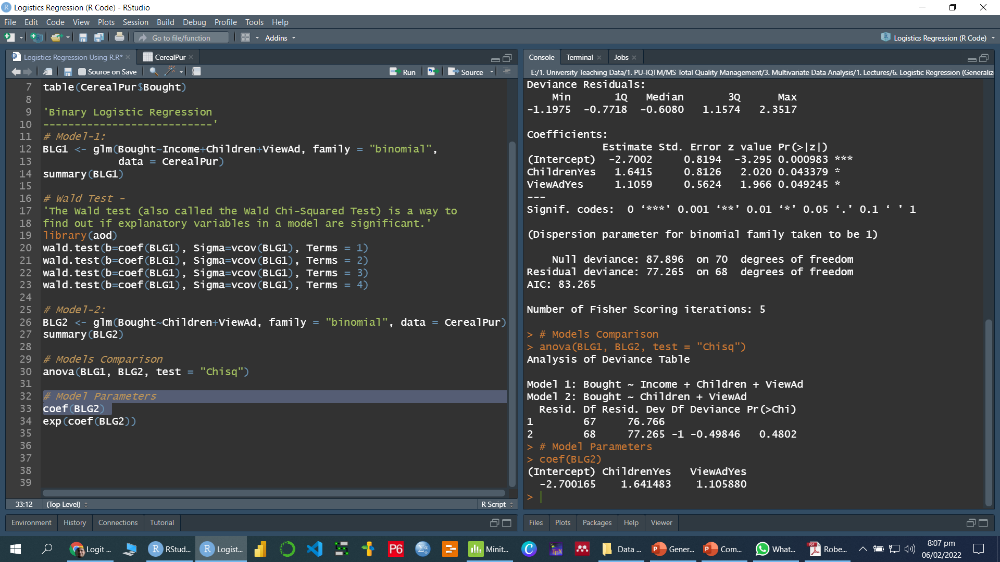 Logistics Regression (R Code) - RStudio
File Edit Code View Plots Session Build Debug Profile Tools Help
Go to file/function Addins Logistics Regression (R Code)
Logistics Regression Using R.R* CerealPur
Source on Save Run Source
7 table(CerealPur$Bought)
8
9 'Binary Logistic Regression
10 ---------------------------'
11 # Model-1:
12 BLG1 <- glm(Bought~Income+Children+ViewAd, family = "binomial",
13 data = CerealPur)
14 summary(BLG1)
15
16 # Wald Test -
17 'The Wald test (also called the Wald Chi-Squared Test) is a way to
18 find out if explanatory variables in a model are significant.'
19 library(aod)
20 wald.test(b=coef(BLG1), Sigma=vcov(BLG1), Terms = 1)
21 wald.test(b=coef(BLG1), Sigma=vcov(BLG1), Terms = 2)
22 wald.test(b=coef(BLG1), Sigma=vcov(BLG1), Terms = 3)
23 wald.test(b=coef(BLG1), Sigma=vcov(BLG1), Terms = 4)
24
25 # Model-2:
26 BLG2 <- glm(Bought~Children+ViewAd, family = "binomial", data = CerealPur)
27 summary(BLG2)
28
29 # Models Comparison
30 anova(BLG1, BLG2, test = "Chisq")
31
32 # Model Parameters
33 coef(BLG2)
34 exp(coef(BLG2))
35
36
37
38
39
33:12 (Top Level) R Script
Environment History Connections Tutorial
Console Terminal Jobs
E:/1. University Teaching Data/1. PU-IQTM/MS Total Quality Management/3. Multivariate Data Analysis/1. Lectures/6. Logistic Regression (Generaliz
Deviance Residuals:
Min 1Q Median 3Q Max
-1.1975 -0.7718 -0.6080 1.1574 2.3517
Coefficients:
Estimate Std. Error z value Pr(>|z|)
(Intercept) -2.7002 0.8194 -3.295 0.000983 ***
ChildrenYes 1.6415 0.8126 2.020 0.043379 *
ViewAdYes 1.1059 0.5624 1.966 0.049245 *
---
Signif. codes: 0 ‘***’ 0.001 ‘**’ 0.01 ‘*’ 0.05 ‘.’ 0.1 ‘ ’ 1
(Dispersion parameter for binomial family taken to be 1)
Null deviance: 87.896 on 70 degrees of freedom
Residual deviance: 77.265 on 68 degrees of freedom
AIC: 83.265
Number of Fisher Scoring iterations: 5
> # Models Comparison
> anova(BLG1, BLG2, test = "Chisq")
Analysis of Deviance Table
Model 1: Bought ~ Income + Children + ViewAd
Model 2: Bought ~ Children + ViewAd
Resid. Df Resid. Dev Df Deviance Pr(>Chi)
1 67 76.766
2 68 77.265 -1 -0.49846 0.4802
> # Model Parameters
> coef(BLG2)
(Intercept) ChildrenYes ViewAdYes
-2.700165 1.641483 1.105880
>
Files Plots Packages Help Viewer
Logit ... RStud... Logist... P6 Minit... Data ... Gener... Com... What... Robe... 8:07 pm
06/02/2022